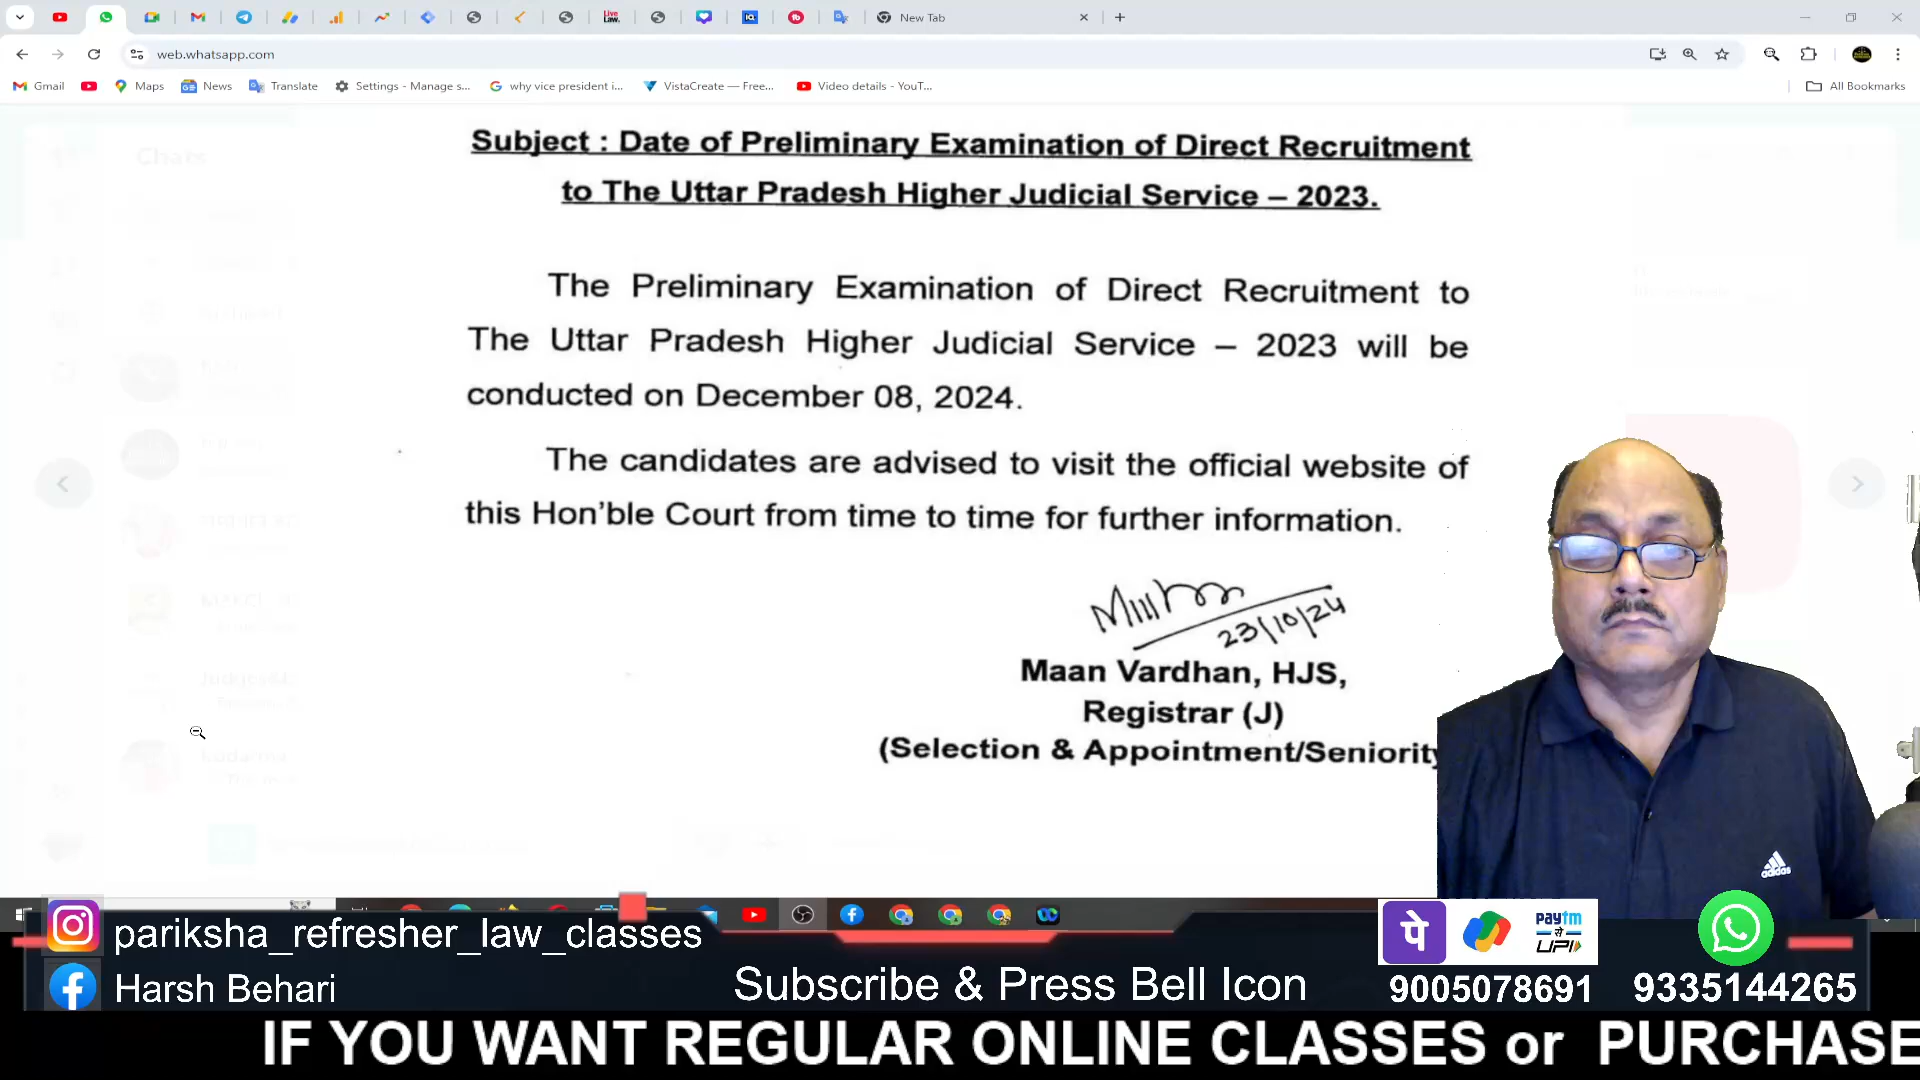 New Tab
web.whatsapp.com
Gmail
Maps
News
Translate
Settings - Manage s...
why vice president i...
VistaCreate — Free...
Video details - YouT...
All Bookmarks
Chats
Subject : Date of Preliminary Examination of Direct Recruitment
to The Uttar Pradesh Higher Judicial Service – 2023.
The Preliminary Examination of Direct Recruitment to
The Uttar Pradesh Higher Judicial Service – 2023 will be
conducted on December 08, 2024.
The candidates are advised to visit the official website of
this Hon'ble Court from time to time for further information.
23/10/24
Maan Vardhan, HJS,
Registrar (J)
(Selection & Appointment/Seniority
adidas
pariksha_refresher_law_classes
Harsh Behari
Subscribe & Press Bell Icon
पे
paytm
से
UPI
9005078691
9335144265
IF YOU WANT REGULAR ONLINE CLASSES or PURCHASE